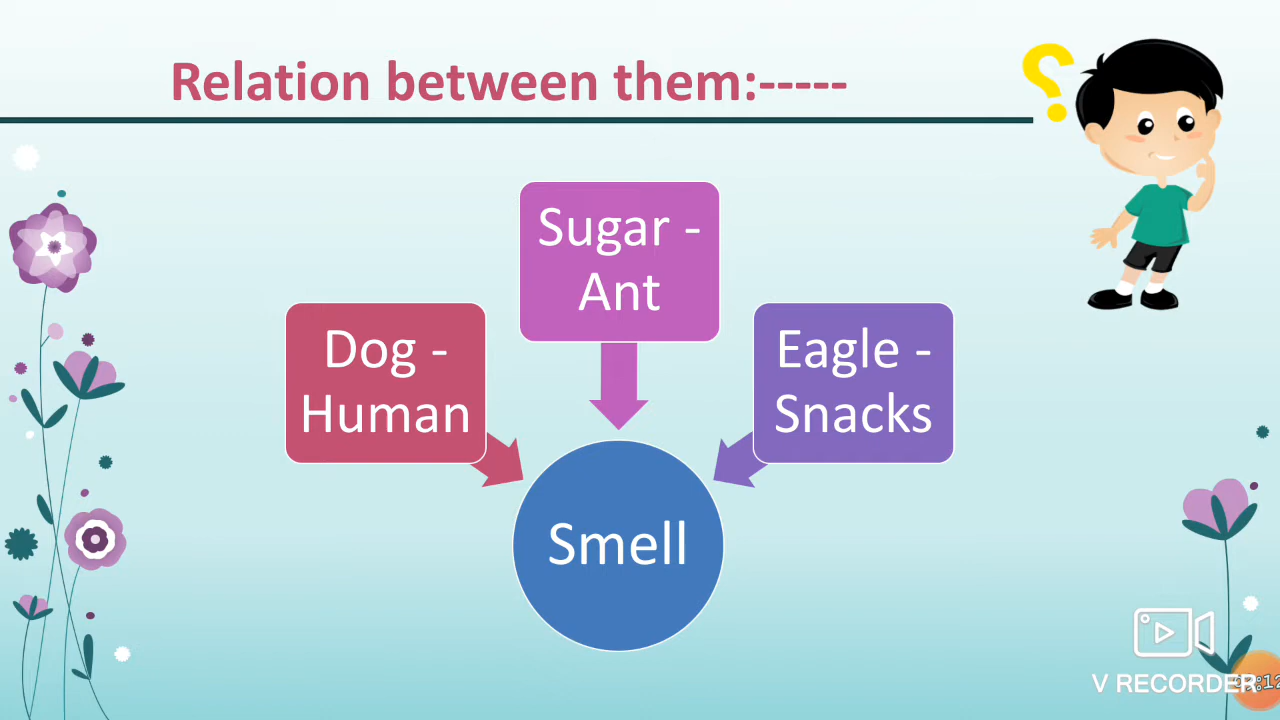 Relation between them:-----
Sugar -
Ant
Dog -
Human
Eagle -
Snacks
Smell
V RECORDER